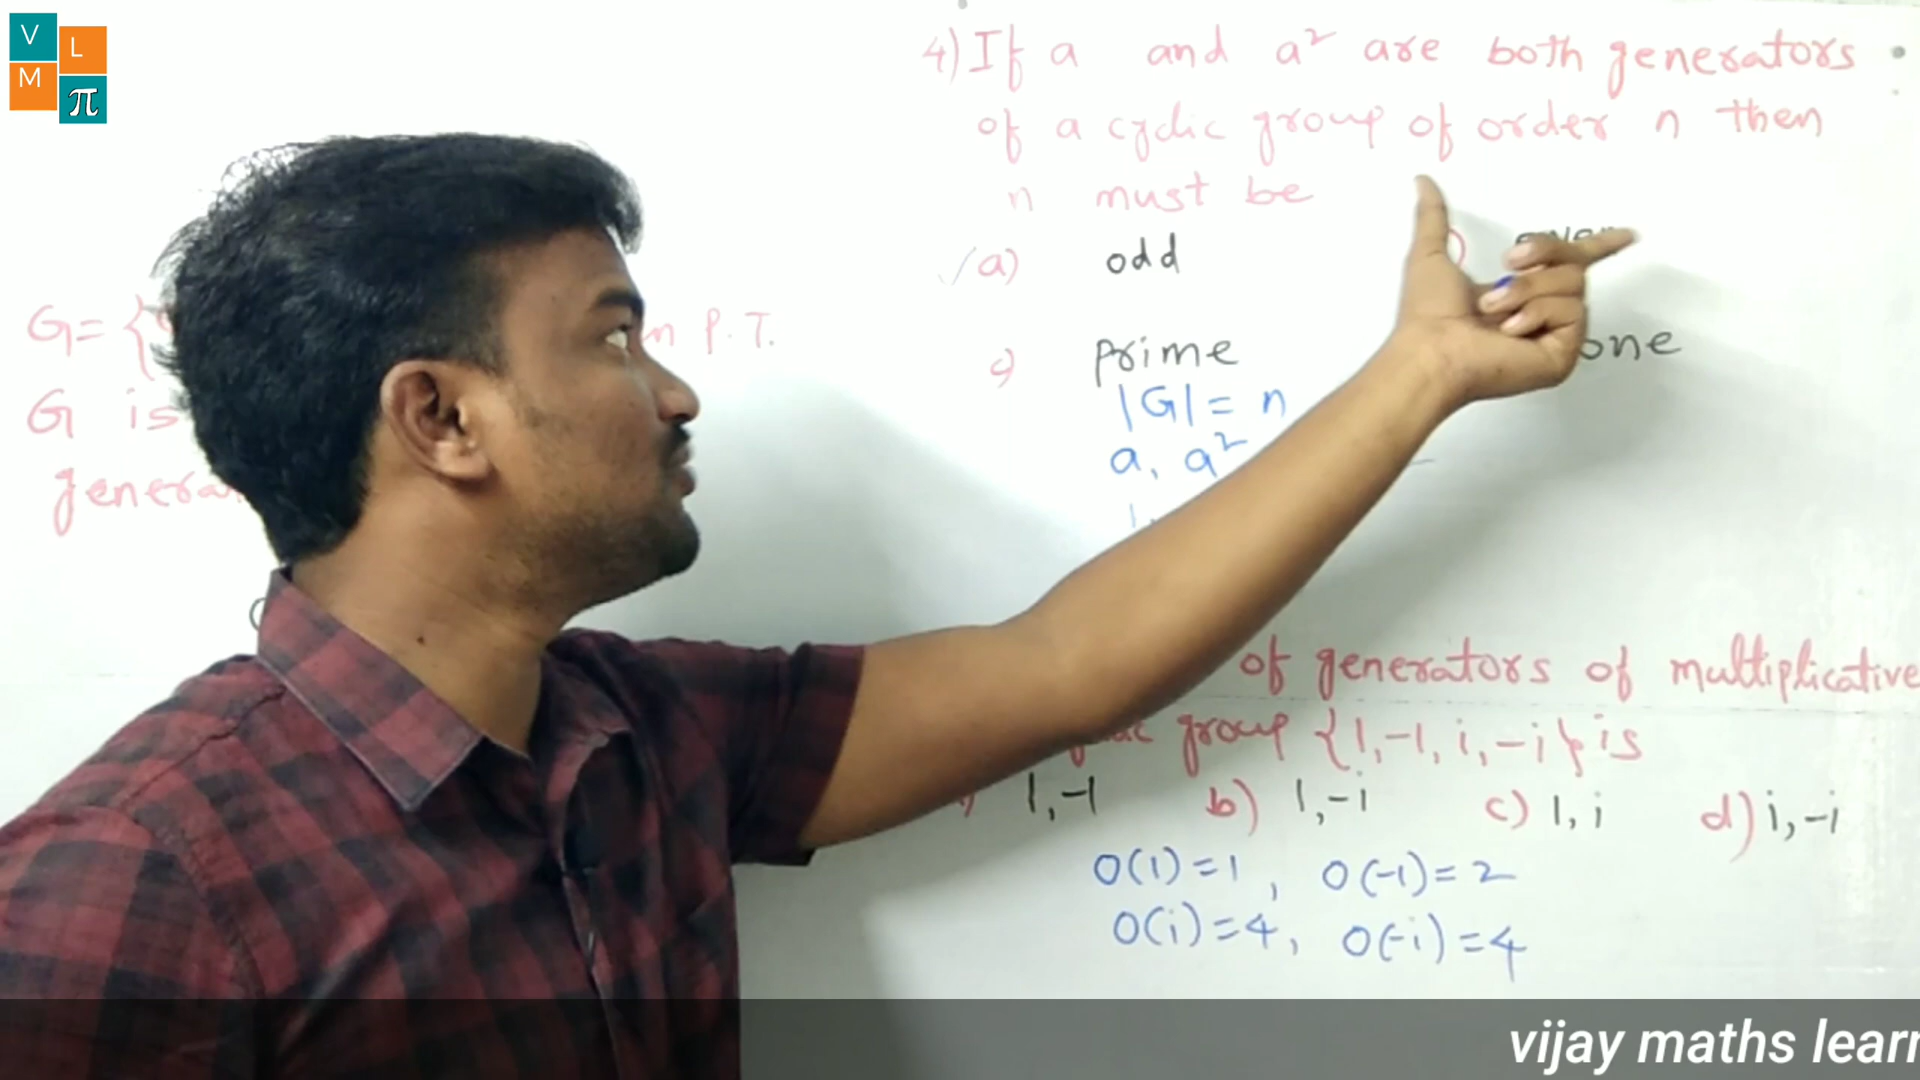 V
L
M
π
4) If a and a² are both generators
of a cyclic group of order n then
n must be
a) odd
c) prime
one
|G| = n
a, a²
G = {
n P.T.
G is
genera
of generators of multiplicative
group {1,-1, i, -i} is
1,-1 b) 1,-i c) 1, i d) i,-i
O(1)=1, O(-1)=2
O(i)=4, O(-i)=4
vijay maths learn